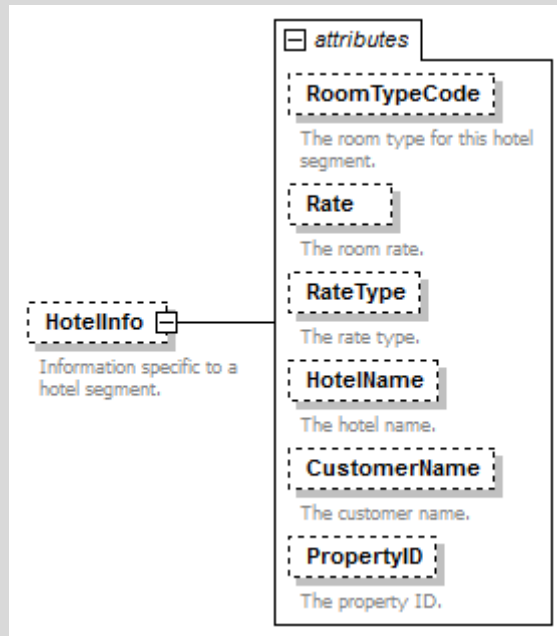 attributes
RoomTypeCode
The room type for this hotel
segment.
Rate
The room rate.
RateType
The rate type.
HotelInfo
Information specific to a
hotel segment.
HotelName
The hotel name.
CustomerName
The customer name.
PropertyID
The property ID.